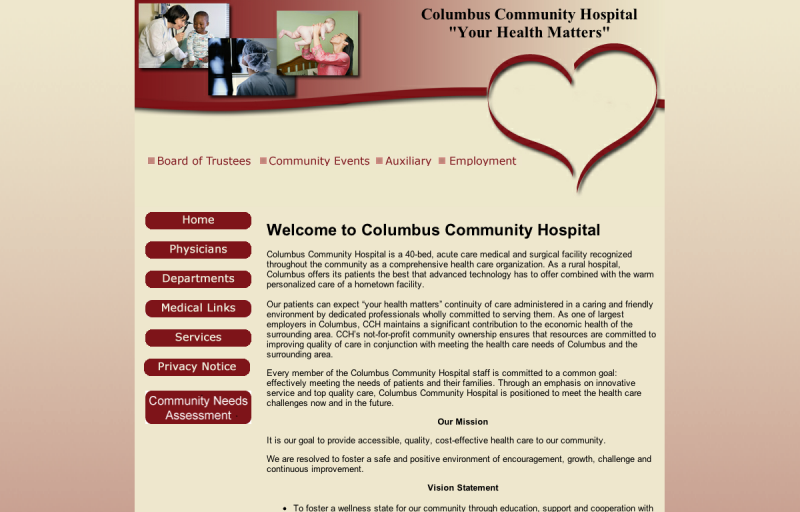 Columbus Community Hospital
"Your Health Matters"
Board of Trustees
Community Events
Auxiliary
Employment
Home
Physicians
Departments
Medical Links
Services
Privacy Notice
Community Needs
Assessment
Welcome to Columbus Community Hospital
Columbus Community Hospital is a 40-bed, acute care medical and surgical facility recognized
throughout the community as a comprehensive health care organization. As a rural hospital,
Columbus offers its patients the best that advanced technology has to offer combined with the warm
personalized care of a hometown facility.
Our patients can expect “your health matters” continuity of care administered in a caring and friendly
environment by dedicated professionals wholly committed to serving them. As one of largest
employers in Columbus, CCH maintains a significant contribution to the economic health of the
surrounding area. CCH's not-for-profit community ownership ensures that resources are committed to
improving quality of care in conjunction with meeting the health care needs of Columbus and the
surrounding area.
Every member of the Columbus Community Hospital staff is committed to a common goal:
effectively meeting the needs of patients and their families. Through an emphasis on innovative
service and top quality care, Columbus Community Hospital is positioned to meet the health care
challenges now and in the future.
Our Mission
It is our goal to provide accessible, quality, cost-effective health care to our community.
We are resolved to foster a safe and positive environment of encouragement, growth, challenge and
continuous improvement.
Vision Statement
• To foster a wellness state for our community through education, support and cooperation with